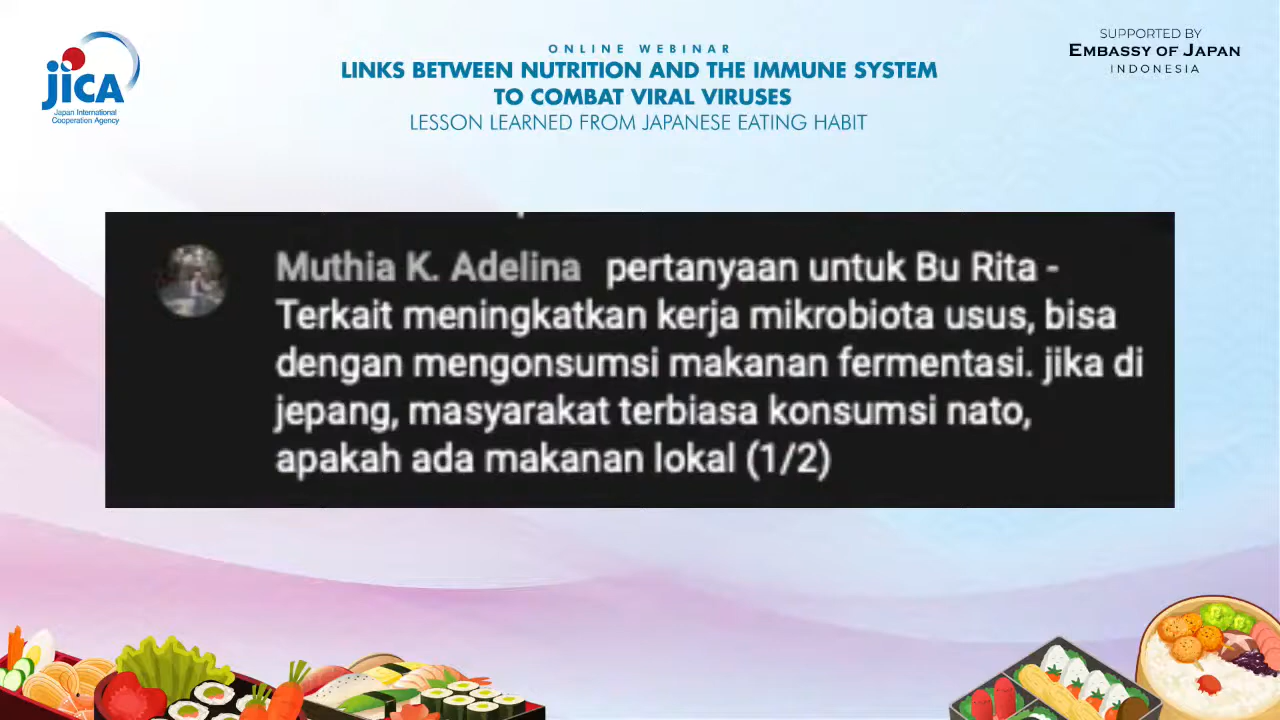 JICA
Japan International
Cooperation Agency
ONLINE WEBINAR
LINKS BETWEEN NUTRITION AND THE IMMUNE SYSTEM
TO COMBAT VIRAL VIRUSES
LESSON LEARNED FROM JAPANESE EATING HABIT
SUPPORTED BY
EMBASSY OF JAPAN
INDONESIA
Muthia K. Adelina pertanyaan untuk Bu Rita -
Terkait meningkatkan kerja mikrobiota usus, bisa
dengan mengonsumsi makanan fermentasi. jika di
jepang, masyarakat terbiasa konsumsi nato,
apakah ada makanan lokal (1/2)